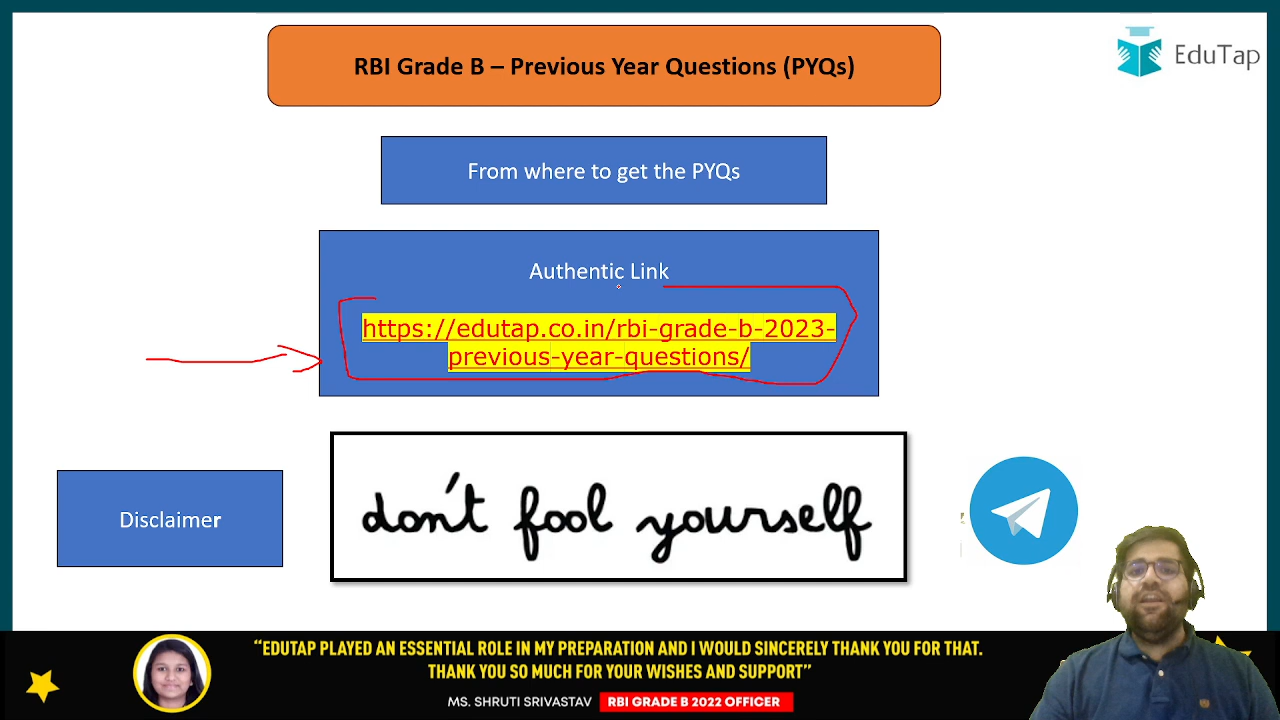 RBI Grade B – Previous Year Questions (PYQs)
EduTap
From where to get the PYQs
Authentic Link
https://edutap.co.in/rbi-grade-b-2023-
previous-year-questions/
Disclaimer
don't fool yourself
“EDUTAP PLAYED AN ESSENTIAL ROLE IN MY PREPARATION AND I WOULD SINCERELY THANK YOU FOR THAT.
THANK YOU SO MUCH FOR YOUR WISHES AND SUPPORT”
MS. SHRUTI SRIVASTAV RBI GRADE B 2022 OFFICER